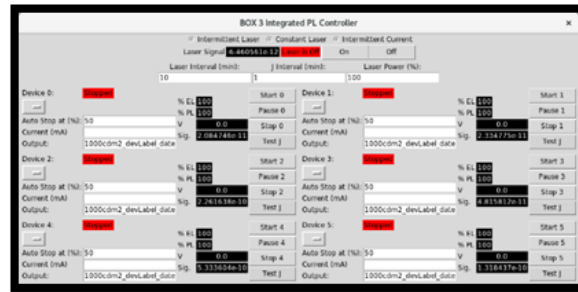 BOX 3 Integrated PL Controller
Intermittent Laser Constant Laser Intermittent Current
Laser Signal -6.460561e-12 Laser is Off On Off
Laser Interval (min): J Interval (min): Laser Power (%):
10 1 100
Device 0: Stopped % EL 100 Start 0 Device 1: Stopped % EL 100 Start 1
% PL 100 Pause 0 % PL 100 Pause 1
Auto Stop at (%): 50 V 0.0 Stop 0 Auto Stop at (%): 50 V 0.0 Stop 1
Current (mA) Sig. 2.084748e-11 Current (mA) Sig. 2.334775e-11
Output: 1000cdm2_devLabel_date Test J Output: 1000cdm2_devLabel_date Test J
Device 2: Stopped % EL 100 Start 2 Device 3: Stopped % EL 100 Start 3
% PL 100 Pause 2 % PL 100 Pause 3
Auto Stop at (%): 50 V 0.0 Stop 2 Auto Stop at (%): 50 V 0.0 Stop 3
Current (mA) Sig. 2.261638e-10 Current (mA) Sig. 4.815812e-11
Output: 1000cdm2_devLabel_date Test J Output: 1000cdm2_devLabel_date Test J
Device 4: Stopped % EL 100 Start 4 Device 5: Stopped % EL 100 Start 5
% PL 100 Pause 4 % PL 100 Pause 5
Auto Stop at (%): 50 V 0.0 Stop 4 Auto Stop at (%): 50 V 0.0 Stop 5
Current (mA) Sig. 5.333604e-10 Current (mA) Sig. 1.318437e-10
Output: 1000cdm2_devLabel_date Test J Output: 1000cdm2_devLabel_date Test J